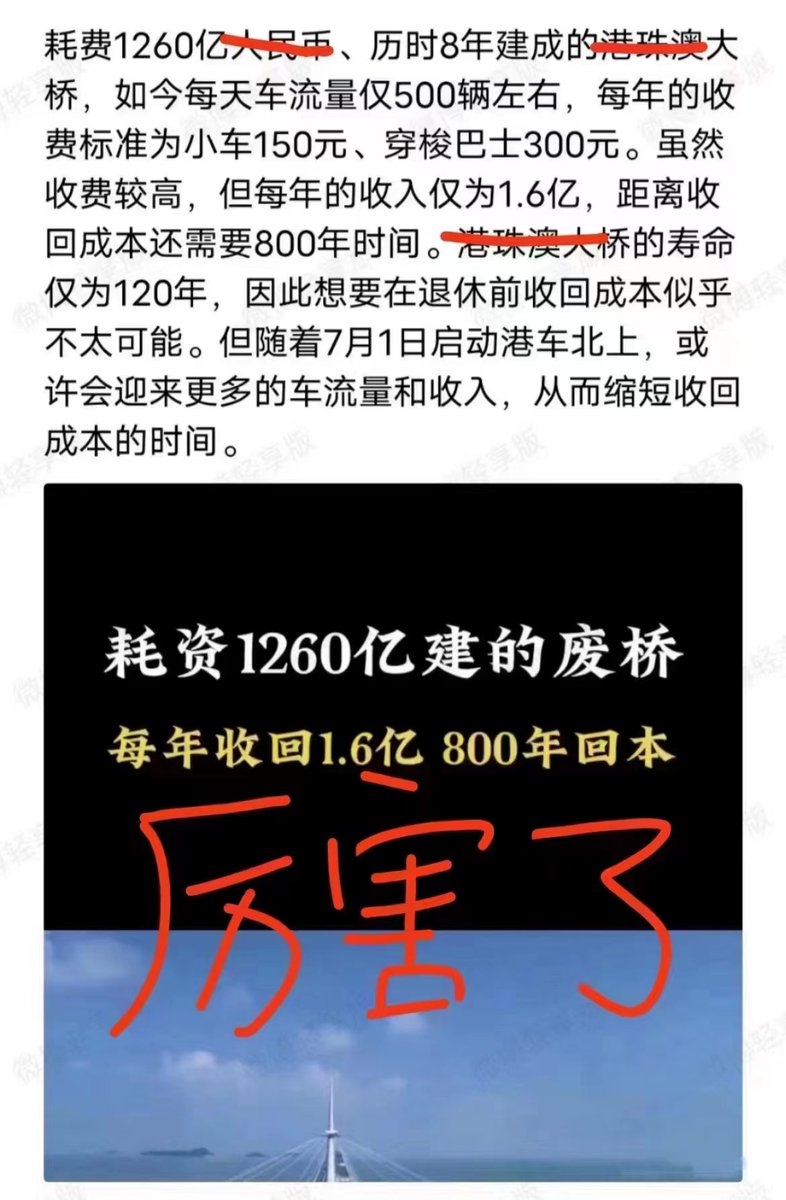 耗费1260亿人民币、历时8年建成的港珠澳大
桥，如今每天车流量仅500辆左右，每年的收
费标准为小车150元、穿梭巴士300元。虽然
收费较高，但每年的收入仅为1.6亿，距离收
回成本还需要800年时间。港珠澳大桥的寿命
仅为120年，因此想要在退休前收回成本似乎
不太可能。但随着7月1日启动港车北上，或
许会迎来更多的车流量和收入，从而缩短收回
成本的时间。
耗资1260亿建的废桥
每年收回1.6亿 800年回本
厉害了
微博轻享版